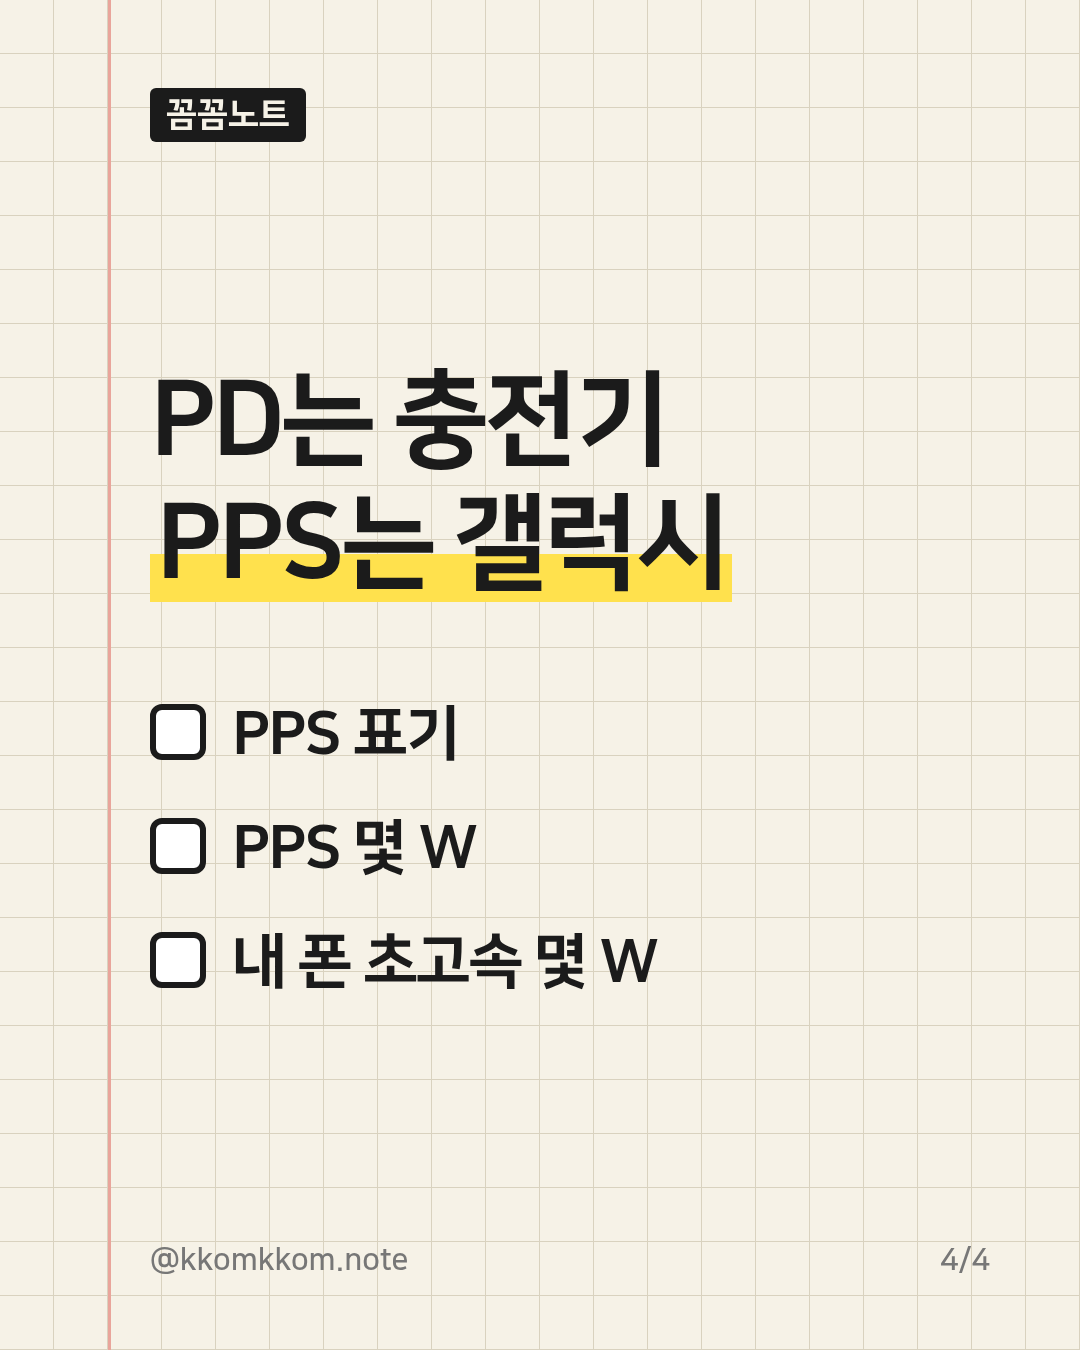 꼼꼼노트
PD는 충전기
PPS는 갤럭시
PPS 표기
PPS 몇 W
내 폰 초고속 몇 W
@kkomkkom.note
4/4